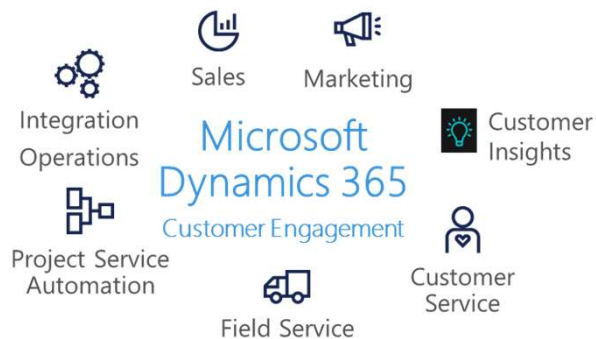 Sales
Marketing
Integration
Operations
Microsoft
Dynamics 365
Customer Engagement
Customer
Insights
Project Service
Automation
Customer
Service
Field Service